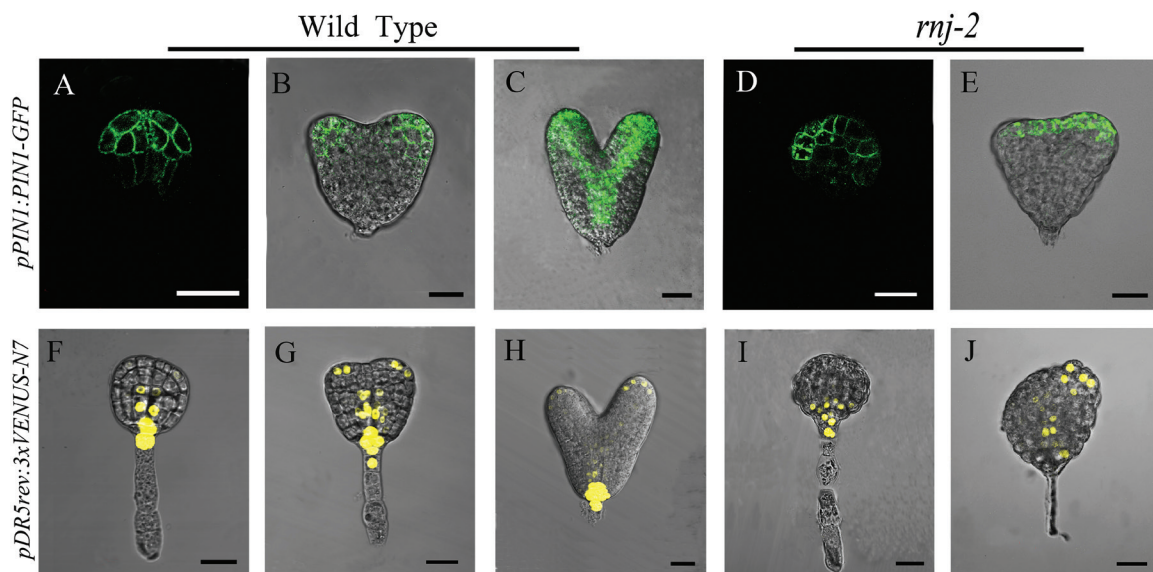 Wild Type rnj-2
pPIN1:PIN1-GFP
A B C D E
pDR5rev:3xVENUS-N7
F G H I J